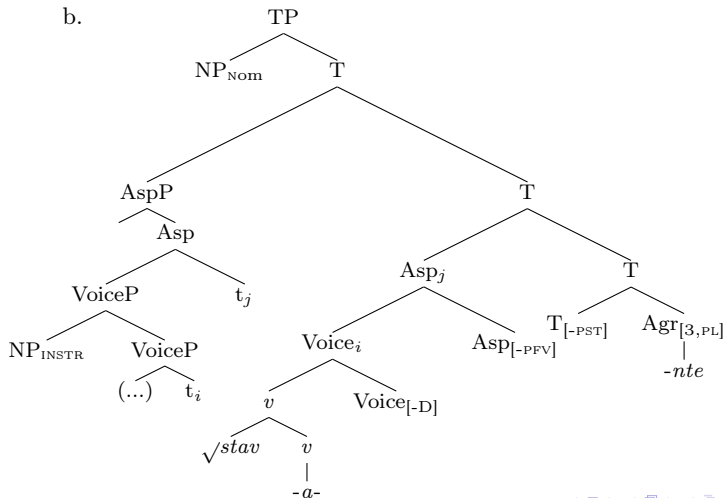 b.
TP
NP_Nom T
AspP T
Asp
Asp_j T
VoiceP t_j
T_[-PST] Agr_[3,PL]
NP_INSTR VoiceP Voice_i Asp_[-PFV]
-nte
(...) t_i
v Voice_[-D]
√stav v
-a-